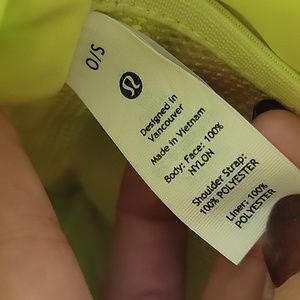 O/S
Designed in
Vancouver
Made in Vietnam
Body: Face: 100%
NYLON
Shoulder Strap:
100% POLYESTER
Liner: 100%
POLYESTER